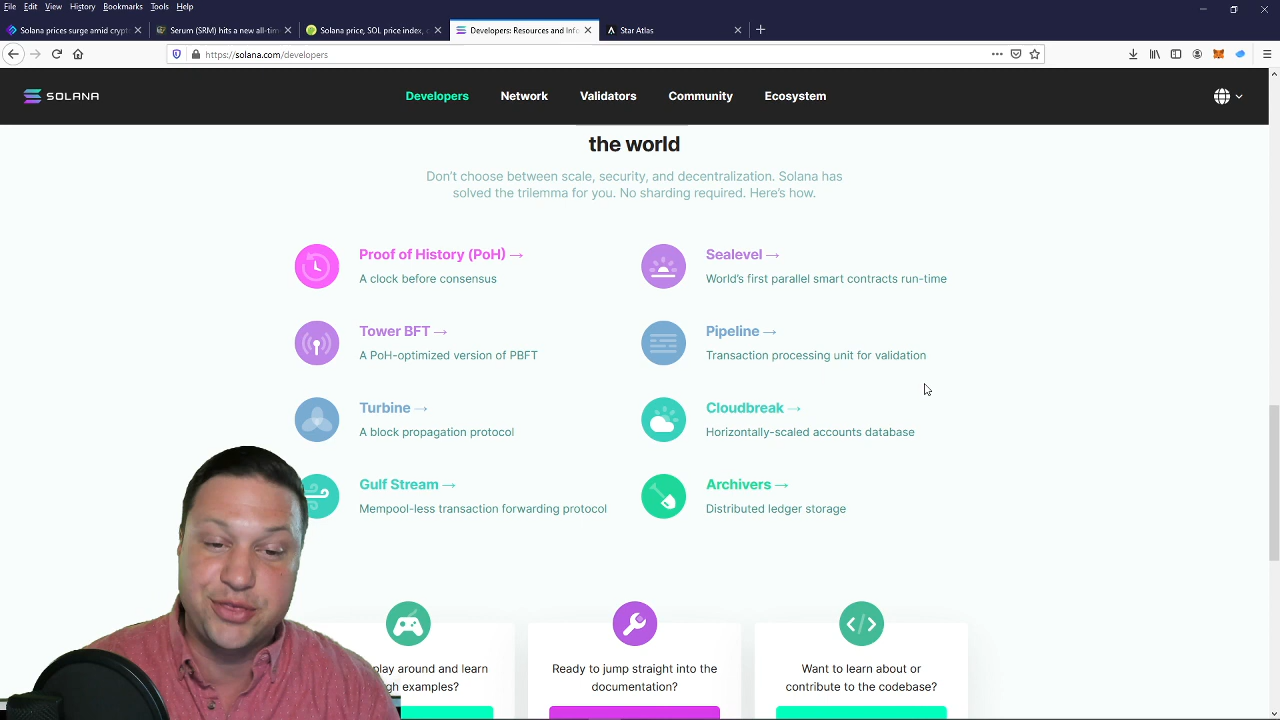 File Edit View History Bookmarks Tools Help
Solana prices surge amid crypt
Serum (SRM) hits a new all-tim
Solana price, SOL price index, c
Developers: Resources and Info
Star Atlas
https://solana.com/developers
SOLANA
Developers
Network
Validators
Community
Ecosystem
the world
Don't choose between scale, security, and decentralization. Solana has
solved the trilemma for you. No sharding required. Here's how.
Proof of History (PoH) →
A clock before consensus
Sealevel →
World's first parallel smart contracts run-time
Tower BFT →
A PoH-optimized version of PBFT
Pipeline →
Transaction processing unit for validation
Turbine →
A block propagation protocol
Cloudbreak →
Horizontally-scaled accounts database
Gulf Stream →
Mempool-less transaction forwarding protocol
Archivers →
Distributed ledger storage
play around and learn
gh examples?
Ready to jump straight into the
documentation?
Want to learn about or
contribute to the codebase?